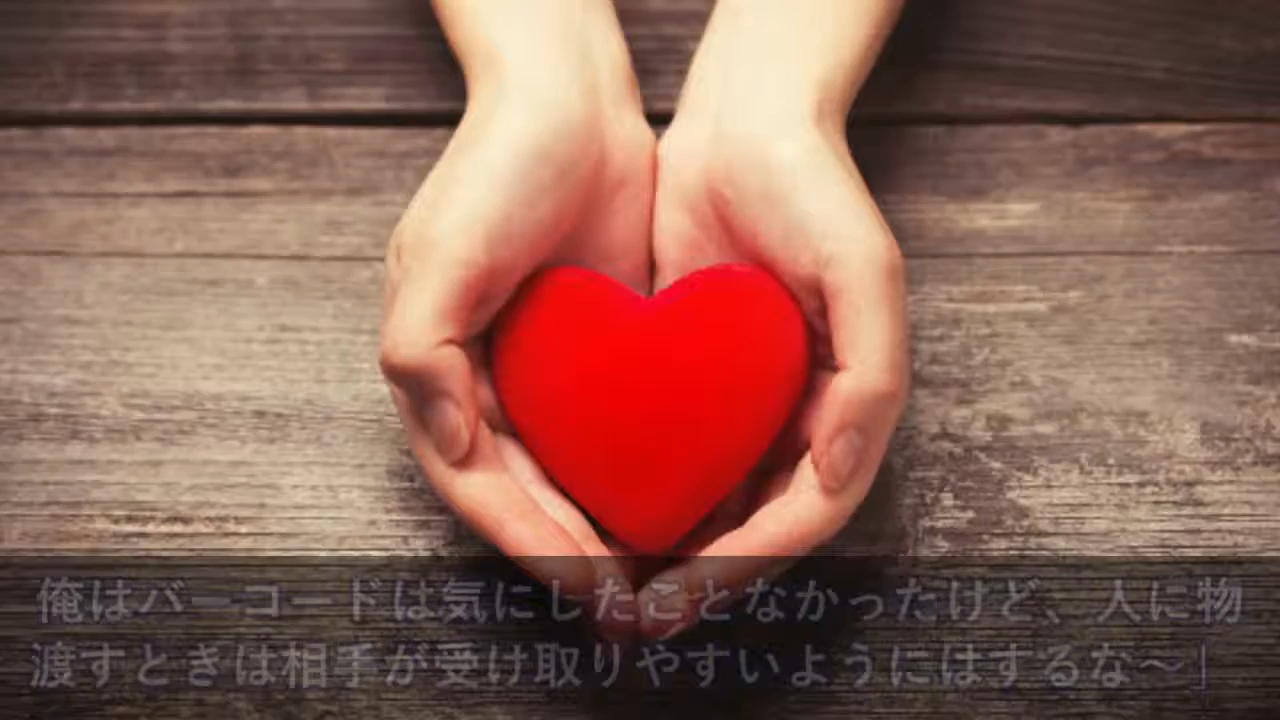 俺はバーコードは気にしたことなかったけど、人に物
渡すときは相手が受け取りやすいようにはするな～」